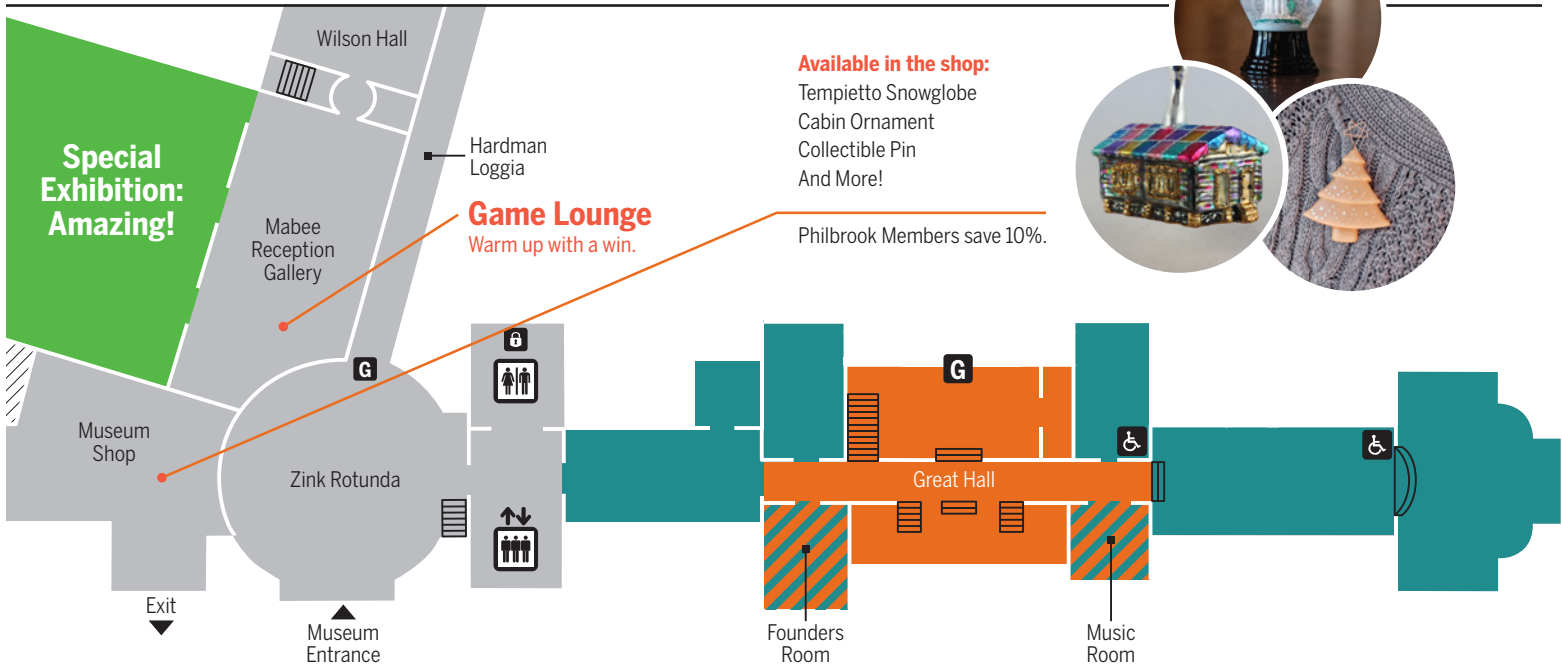 Wilson Hall
Special
Exhibition:
Amazing!
Hardman
Loggia
Mabee
Reception
Gallery
Game Lounge
Warm up with a win.
Available in the shop:
Tempietto Snowglobe
Cabin Ornament
Collectible Pin
And More!
Philbrook Members save 10%.
G
G
Museum
Shop
Zink Rotunda
Great Hall
Exit
Museum
Entrance
Founders
Room
Music
Room